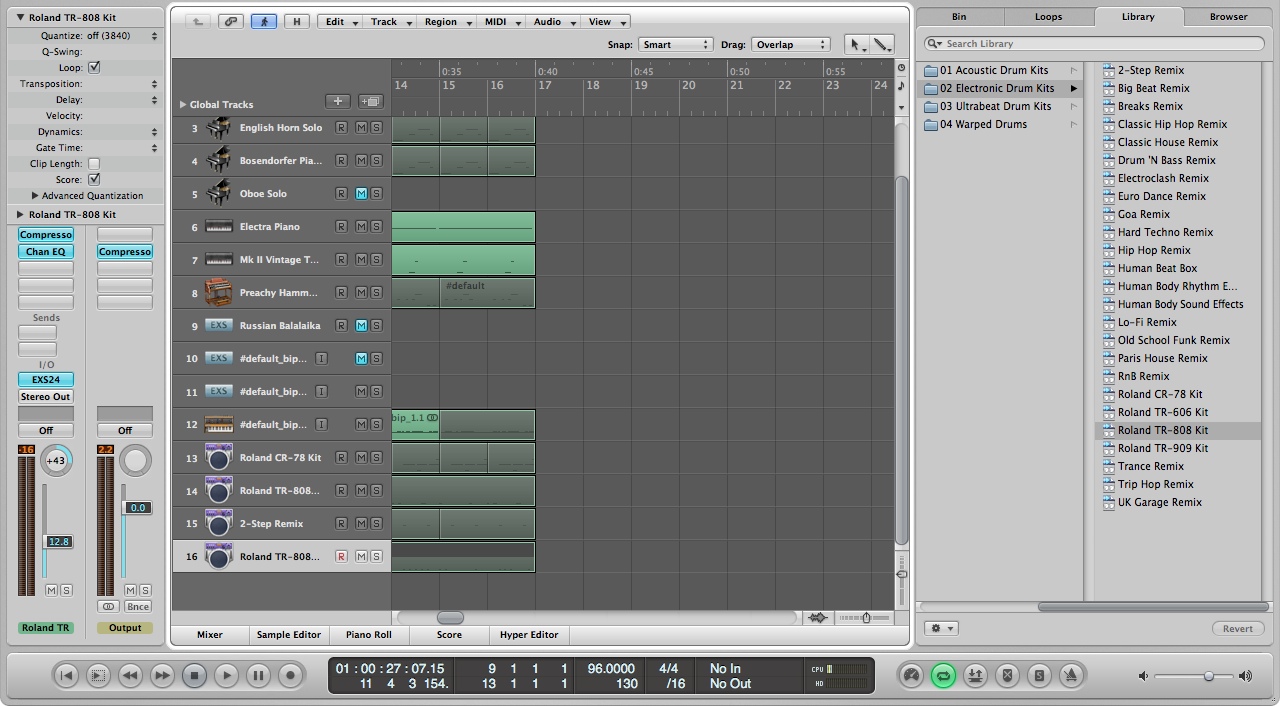 Roland TR-808 Kit
Quantize: off (3840)
Q-Swing:
Loop:
Transposition:
Delay:
Velocity:
Dynamics:
Gate Time:
Clip Length:
Score:
Advanced Quantization
Roland TR-808 Kit
Compresso
Chan EQ
Compresso
Sends
I/O
EXS24
Stereo Out
Off
Off
-16
+43
2.2
0.0
12.8
M S
M S
Bnce
Roland TR
Output
H
Edit
Track
Region
MIDI
Audio
View
Snap: Smart
Drag: Overlap
0:35 0:40 0:45 0:50 0:55
14 15 16 17 18 19 20 21 22 23 24
Global Tracks
3 English Horn Solo R M S
4 Bosendorfer Pia... R M S
5 Oboe Solo R M S
6 Electra Piano R M S
7 Mk II Vintage T... R M S
8 Preachy Hamm... R M S
#default
9 EXS Russian Balalaika R M S
10 EXS #default_bip... I M S
11 EXS #default_bip... I M S
12 #default_bip... I M S
bip_1.1
13 Roland CR-78 Kit R M S
14 Roland TR-808... R M S
15 2-Step Remix R M S
16 Roland TR-808... R M S
Mixer
Sample Editor
Piano Roll
Score
Hyper Editor
Bin
Loops
Library
Browser
Search Library
01 Acoustic Drum Kits
02 Electronic Drum Kits
03 Ultrabeat Drum Kits
04 Warped Drums
2-Step Remix
Big Beat Remix
Breaks Remix
Classic Hip Hop Remix
Classic House Remix
Drum 'N Bass Remix
Electroclash Remix
Euro Dance Remix
Goa Remix
Hard Techno Remix
Hip Hop Remix
Human Beat Box
Human Body Rhythm E...
Human Body Sound Effects
Lo-Fi Remix
Old School Funk Remix
Paris House Remix
RnB Remix
Roland CR-78 Kit
Roland TR-606 Kit
Roland TR-808 Kit
Roland TR-909 Kit
Trance Remix
Trip Hop Remix
UK Garage Remix
Revert
01 : 00 : 27 : 07.15 9 1 1 1 96.0000 4/4 No In CPU
11 4 3 154. 13 1 1 1 130 /16 No Out HD
S